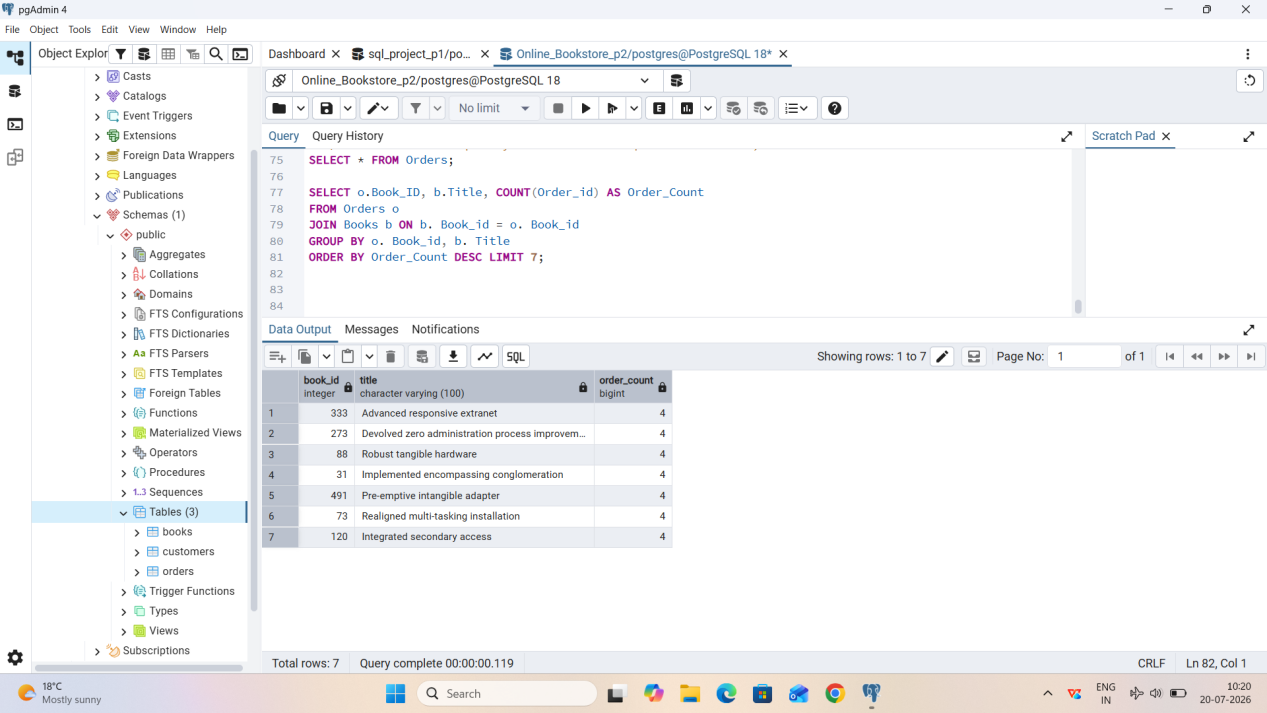 pgAdmin 4
File Object Tools Edit View Window Help
Object Explor
Dashboard sql_project_p1/po... Online_Bookstore_p2/postgres@PostgreSQL 18*
Online_Bookstore_p2/postgres@PostgreSQL 18
No limit
Query Query History
Scratch Pad
Casts
Catalogs
Event Triggers
Extensions
Foreign Data Wrappers
Languages
Publications
Schemas (1)
public
Aggregates
Collations
Domains
FTS Configurations
FTS Dictionaries
FTS Parsers
FTS Templates
Foreign Tables
Functions
Materialized Views
Operators
Procedures
1..3 Sequences
Tables (3)
books
customers
orders
Trigger Functions
Types
Views
Subscriptions
75 SELECT * FROM Orders;
76
77 SELECT o.Book_ID, b.Title, COUNT(Order_id) AS Order_Count
78 FROM Orders o
79 JOIN Books b ON b. Book_id = o. Book_id
80 GROUP BY o. Book_id, b. Title
81 ORDER BY Order_Count DESC LIMIT 7;
82
83
84
Data Output Messages Notifications
SQL
Showing rows: 1 to 7 Page No: 1 of 1
book_id title order_count
integer character varying (100) bigint
1 333 Advanced responsive extranet 4
2 273 Devolved zero administration process improvem... 4
3 88 Robust tangible hardware 4
4 31 Implemented encompassing conglomeration 4
5 491 Pre-emptive intangible adapter 4
6 73 Realigned multi-tasking installation 4
7 120 Integrated secondary access 4
Total rows: 7 Query complete 00:00:00.119 CRLF Ln 82, Col 1
18°C
Mostly sunny
Search
ENG
IN
10:20
20-07-2026